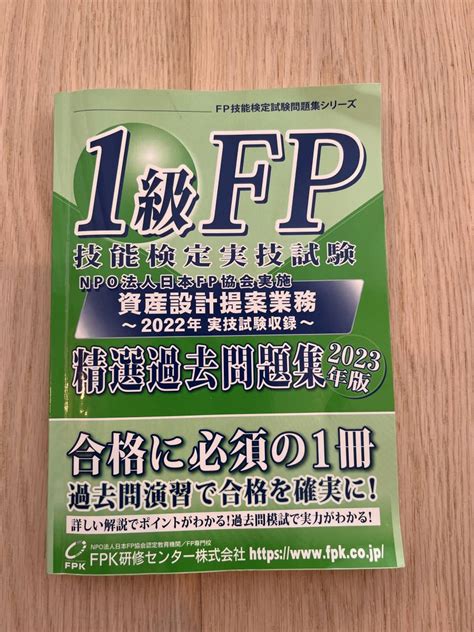 FP技能検定試験問題集シリーズ
1級FP
技能検定実技試験
NPO法人日本FP協会実施
資産設計提案業務
～2022年 実技試験収録～
精選過去問題集 2023年版
合格に必須の1冊
過去問演習で合格を確実に!
詳しい解説でポイントがわかる!過去問模試で実力がわかる!
NPO法人日本FP協会認定教育機関/FP専門校
FPK FPK研修センター株式会社 https://www.fpk.co.jp/